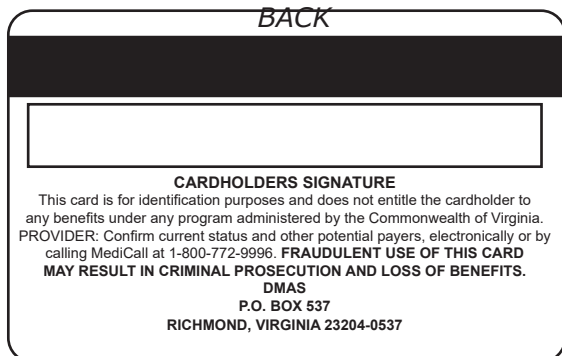 BACK
CARDHOLDERS SIGNATURE
This card is for identification purposes and does not entitle the cardholder to
any benefits under any program administered by the Commonwealth of Virginia.
PROVIDER: Confirm current status and other potential payers, electronically or by
calling MediCall at 1-800-772-9996. FRAUDULENT USE OF THIS CARD
MAY RESULT IN CRIMINAL PROSECUTION AND LOSS OF BENEFITS.
DMAS
P.O. BOX 537
RICHMOND, VIRGINIA 23204-0537